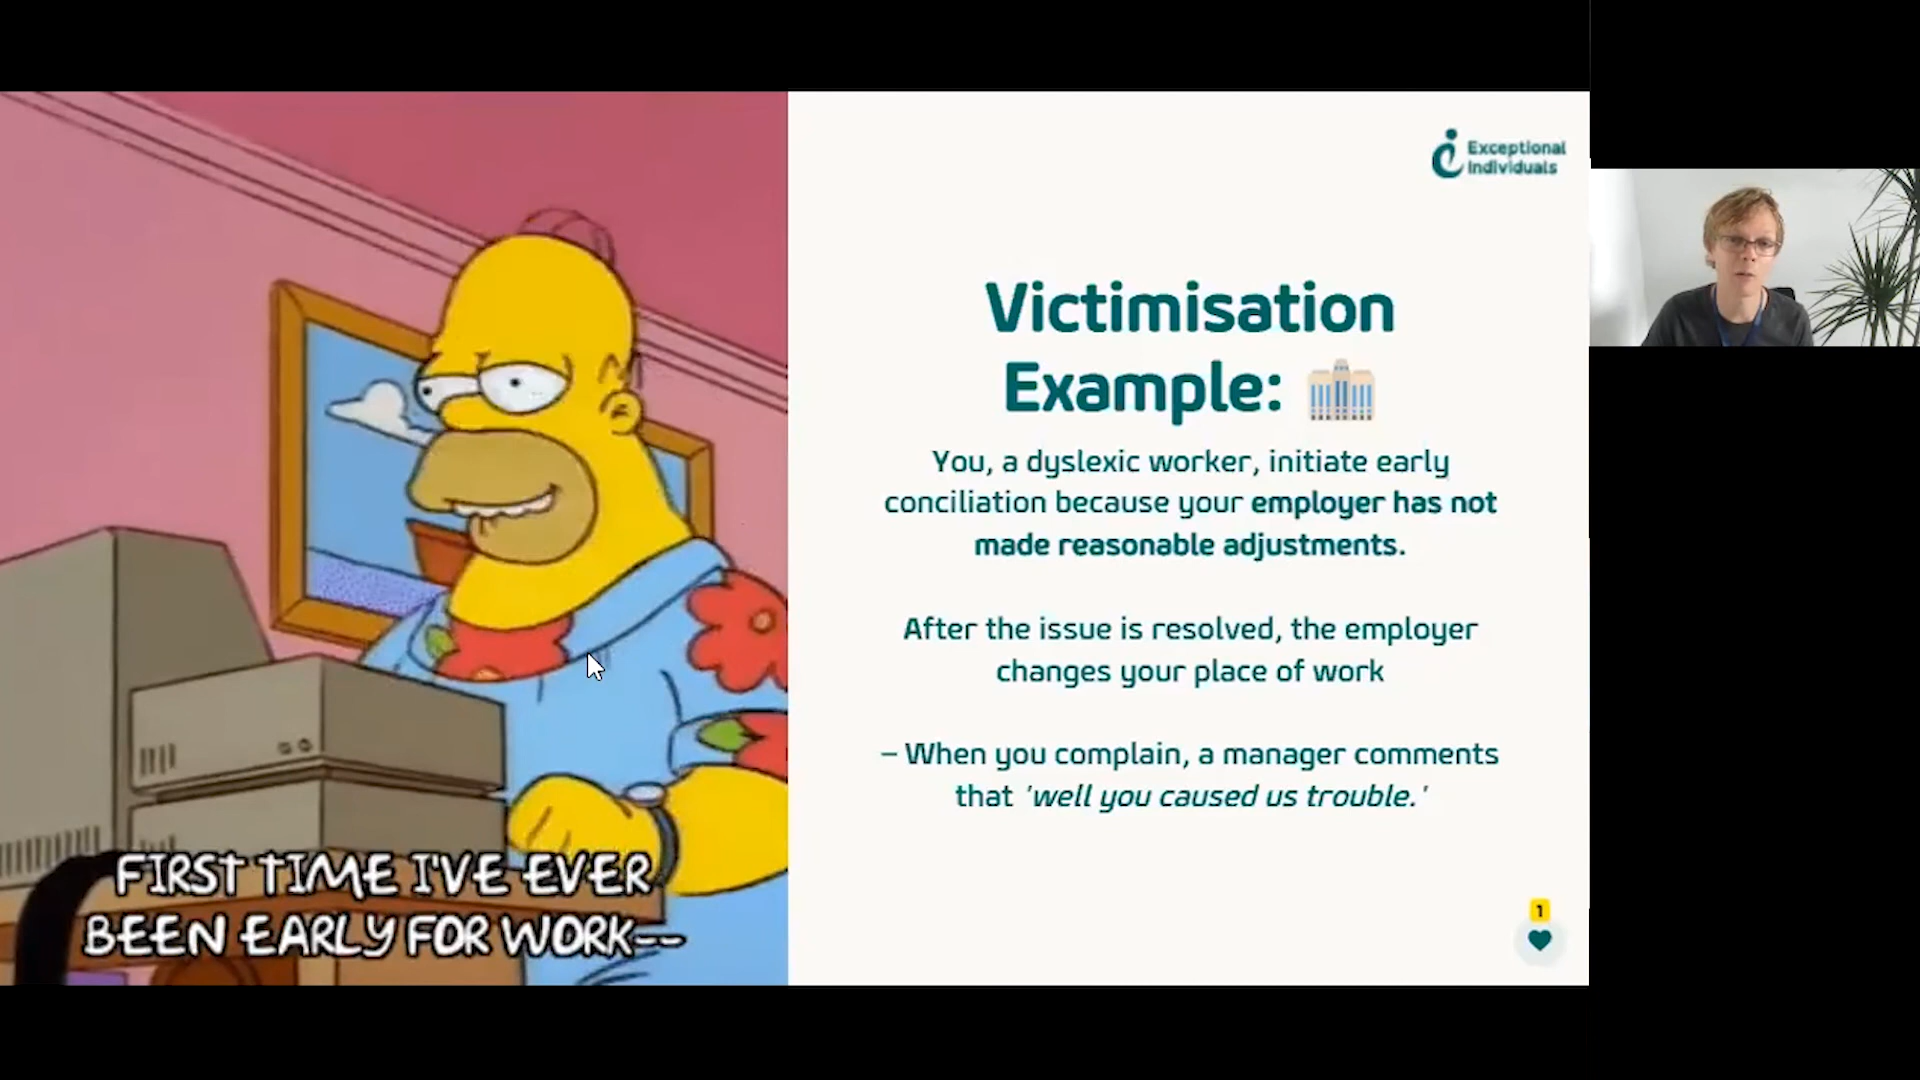 FIRST TIME I'VE EVER
BEEN EARLY FOR WORK--
Exceptional
Individuals
Victimisation
Example:
You, a dyslexic worker, initiate early
conciliation because your employer has not
made reasonable adjustments.
After the issue is resolved, the employer
changes your place of work
– When you complain, a manager comments
that 'well you caused us trouble.'
1